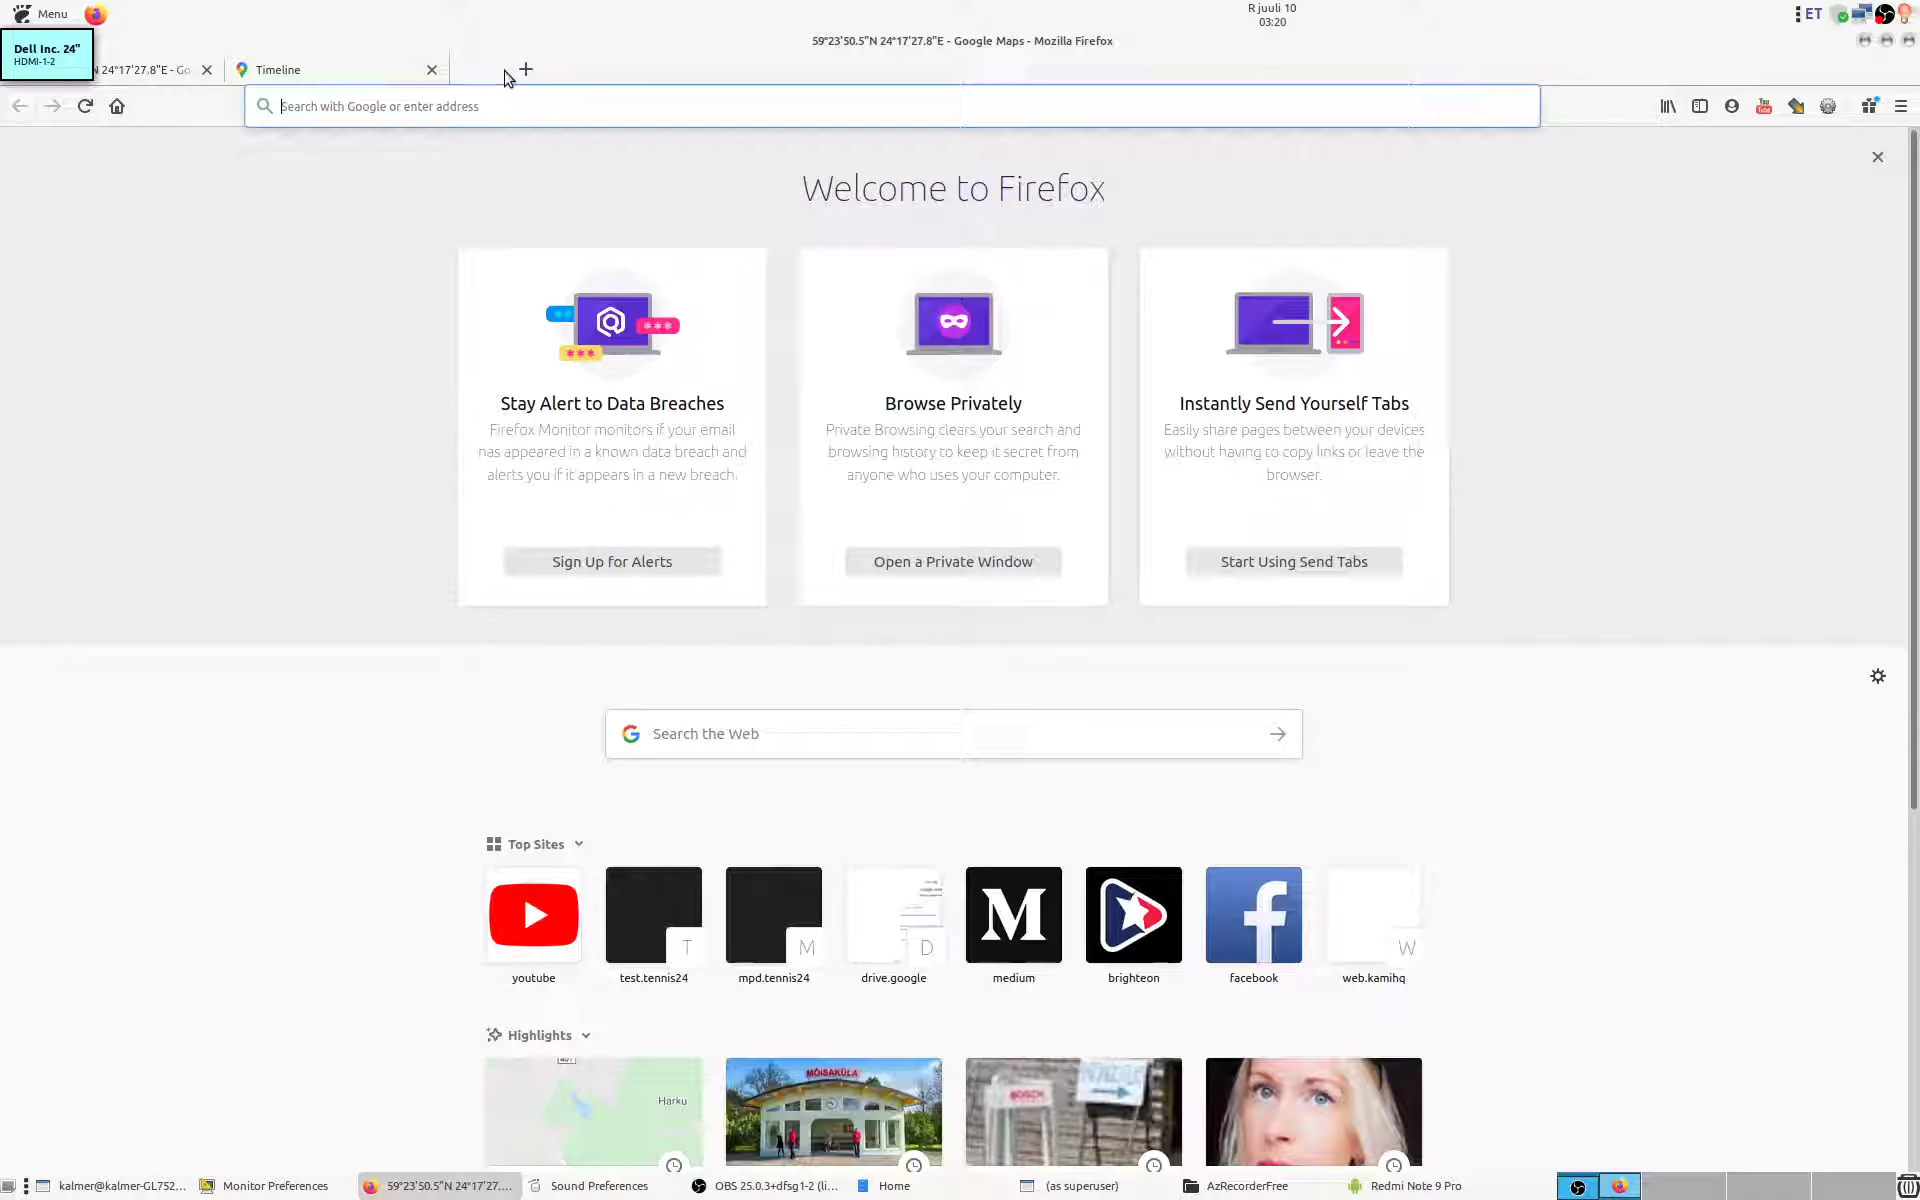 Menu
R juuli 10
03:20
ET
59°23'50.5"N 24°17'27.8"E - Google Maps - Mozilla Firefox
Dell Inc. 24"
HDMI-1-2
N 24°17'27.8"E - Go
Timeline
Search with Google or enter address
Welcome to Firefox
Stay Alert to Data Breaches
Firefox Monitor monitors if your email
has appeared in a known data breach and
alerts you if it appears in a new breach.
Sign Up for Alerts
Browse Privately
Private Browsing clears your search and
browsing history to keep it secret from
anyone who uses your computer.
Open a Private Window
Instantly Send Yourself Tabs
Easily share pages between your devices
without having to copy links or leave the
browser.
Start Using Send Tabs
Search the Web
Top Sites
T
M
D
M
W
youtube
test.tennis24
mpd.tennis24
drive.google
medium
brighteon
facebook
web.kamihq
Highlights
Harku
MÕISAKÜLA
BOSCH
kalmer@kalmer-GL752...
Monitor Preferences
59°23'50.5"N 24°17'27....
Sound Preferences
OBS 25.0.3+dfsg1-2 (li...
Home
(as superuser)
AzRecorderFree
Redmi Note 9 Pro